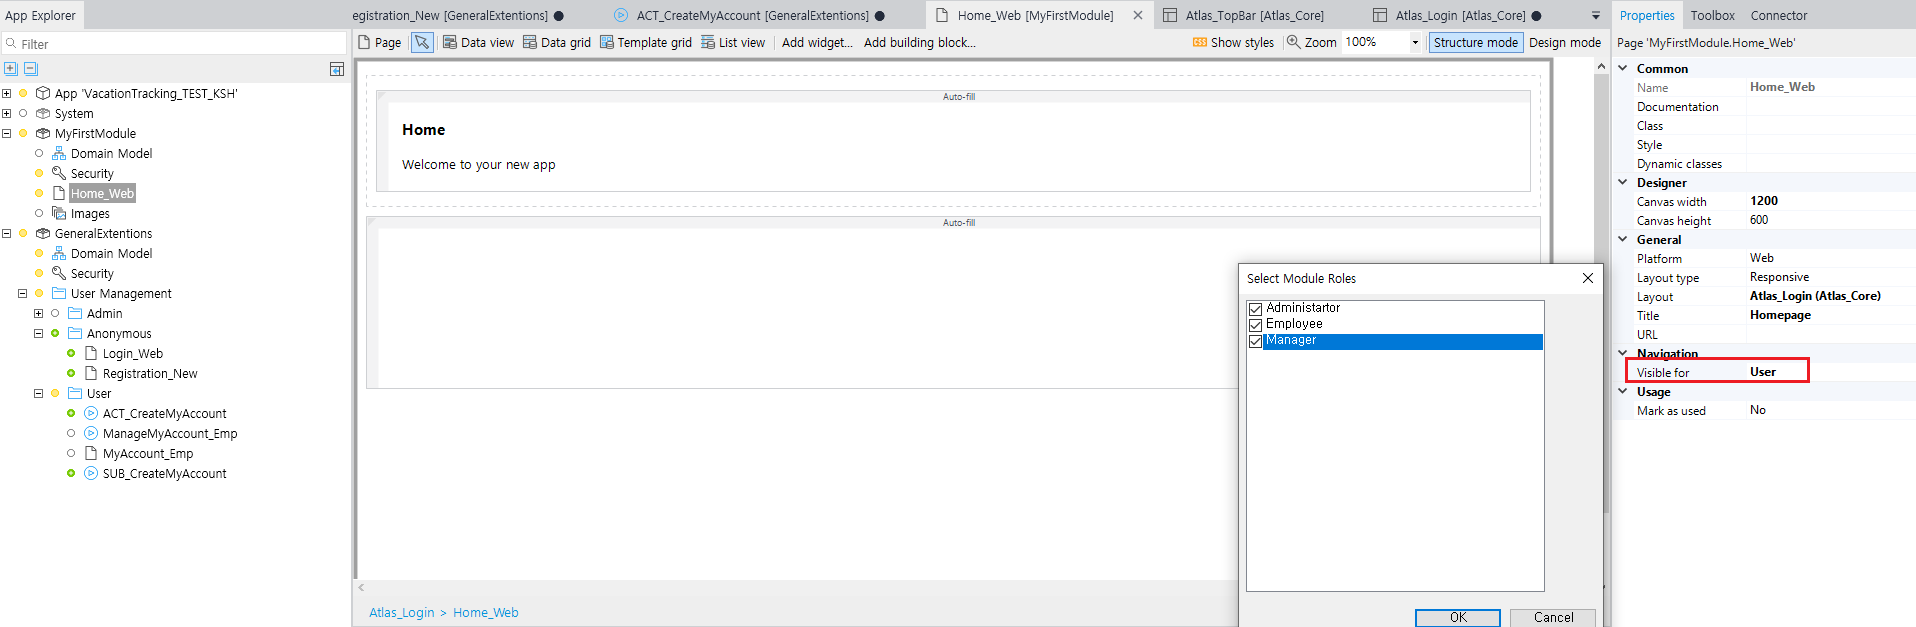 App Explorer
Filter
App 'VacationTracking_TEST_KSH'
System
MyFirstModule
Domain Model
Security
Home_Web
Images
GeneralExtentions
Domain Model
Security
User Management
Admin
Anonymous
Login_Web
Registration_New
User
ACT_CreateMyAccount
ManageMyAccount_Emp
MyAccount_Emp
SUB_CreateMyAccount
egistration_New [GeneralExtentions]
ACT_CreateMyAccount [GeneralExtentions]
Home_Web [MyFirstModule]
Atlas_TopBar [Atlas_Core]
Atlas_Login [Atlas_Core]
Page
Data view
Data grid
Template grid
List view
Add widget...
Add building block...
CSS Show styles
Zoom
100%
Structure mode
Design mode
Auto-fill
Home
Welcome to your new app
Auto-fill
Atlas_Login > Home_Web
Select Module Roles
Administartor
Employee
Manager
OK
Cancel
Properties
Toolbox
Connector
Page 'MyFirstModule.Home_Web'
Common
Name Home_Web
Documentation
Class
Style
Dynamic classes
Designer
Canvas width 1200
Canvas height 600
General
Platform Web
Layout type Responsive
Layout Atlas_Login (Atlas_Core)
Title Homepage
URL
Navigation
Visible for User
Usage
Mark as used No